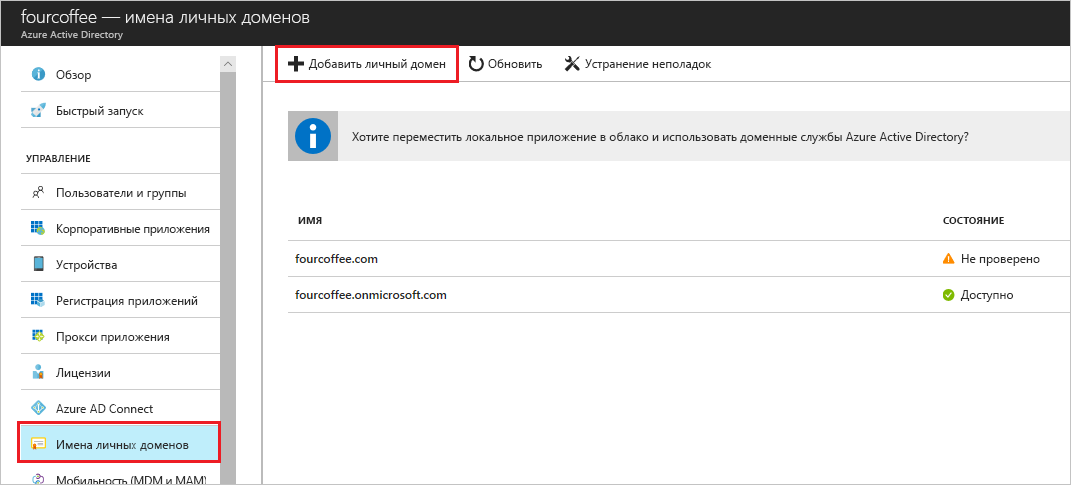 fourcoffee — имена личных доменов
Azure Active Directory
Обзор
Быстрый запуск
УПРАВЛЕНИЕ
Пользователи и группы
Корпоративные приложения
Устройства
Регистрация приложений
Прокси приложения
Лицензии
Azure AD Connect
Имена личных доменов
Мобильность (MDM и MAM)
Добавить личный домен
Обновить
Устранение неполадок
Хотите переместить локальное приложение в облако и использовать доменные службы Azure Active Directory?
ИМЯ СОСТОЯНИЕ
fourcoffee.com Не проверено
fourcoffee.onmicrosoft.com Доступно